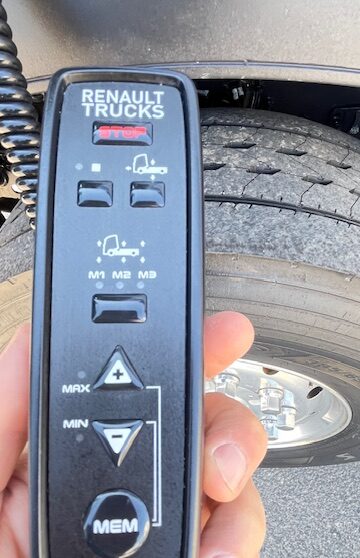 RENAULT
TRUCKS
STOP
M1 M2 M3
+
MAX
MIN
−
MEM